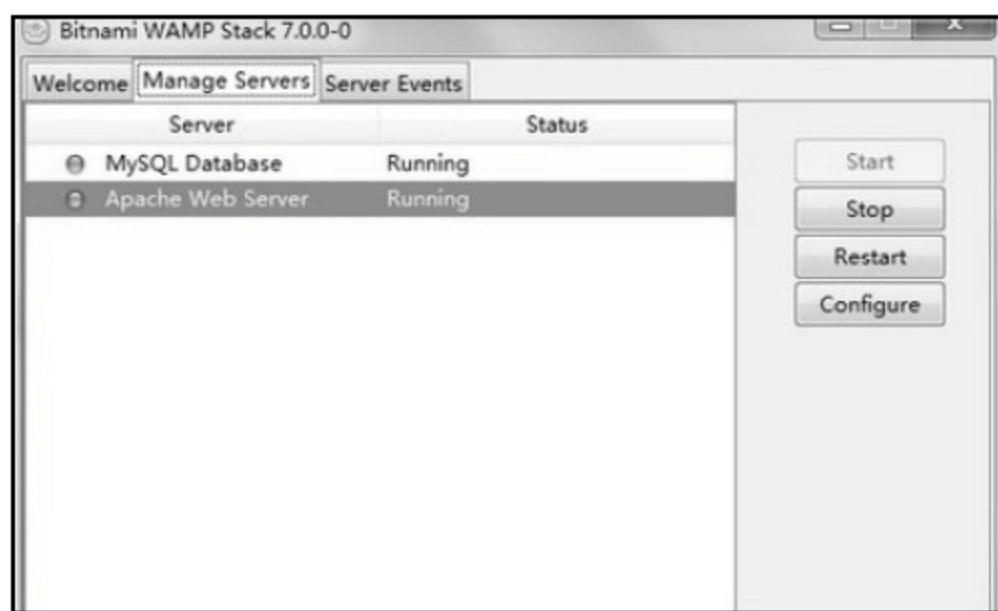 Bitnami WAMP Stack 7.0.0-0
Welcome Manage Servers Server Events
Server Status
MySQL Database Running
Apache Web Server Running
Start
Stop
Restart
Configure